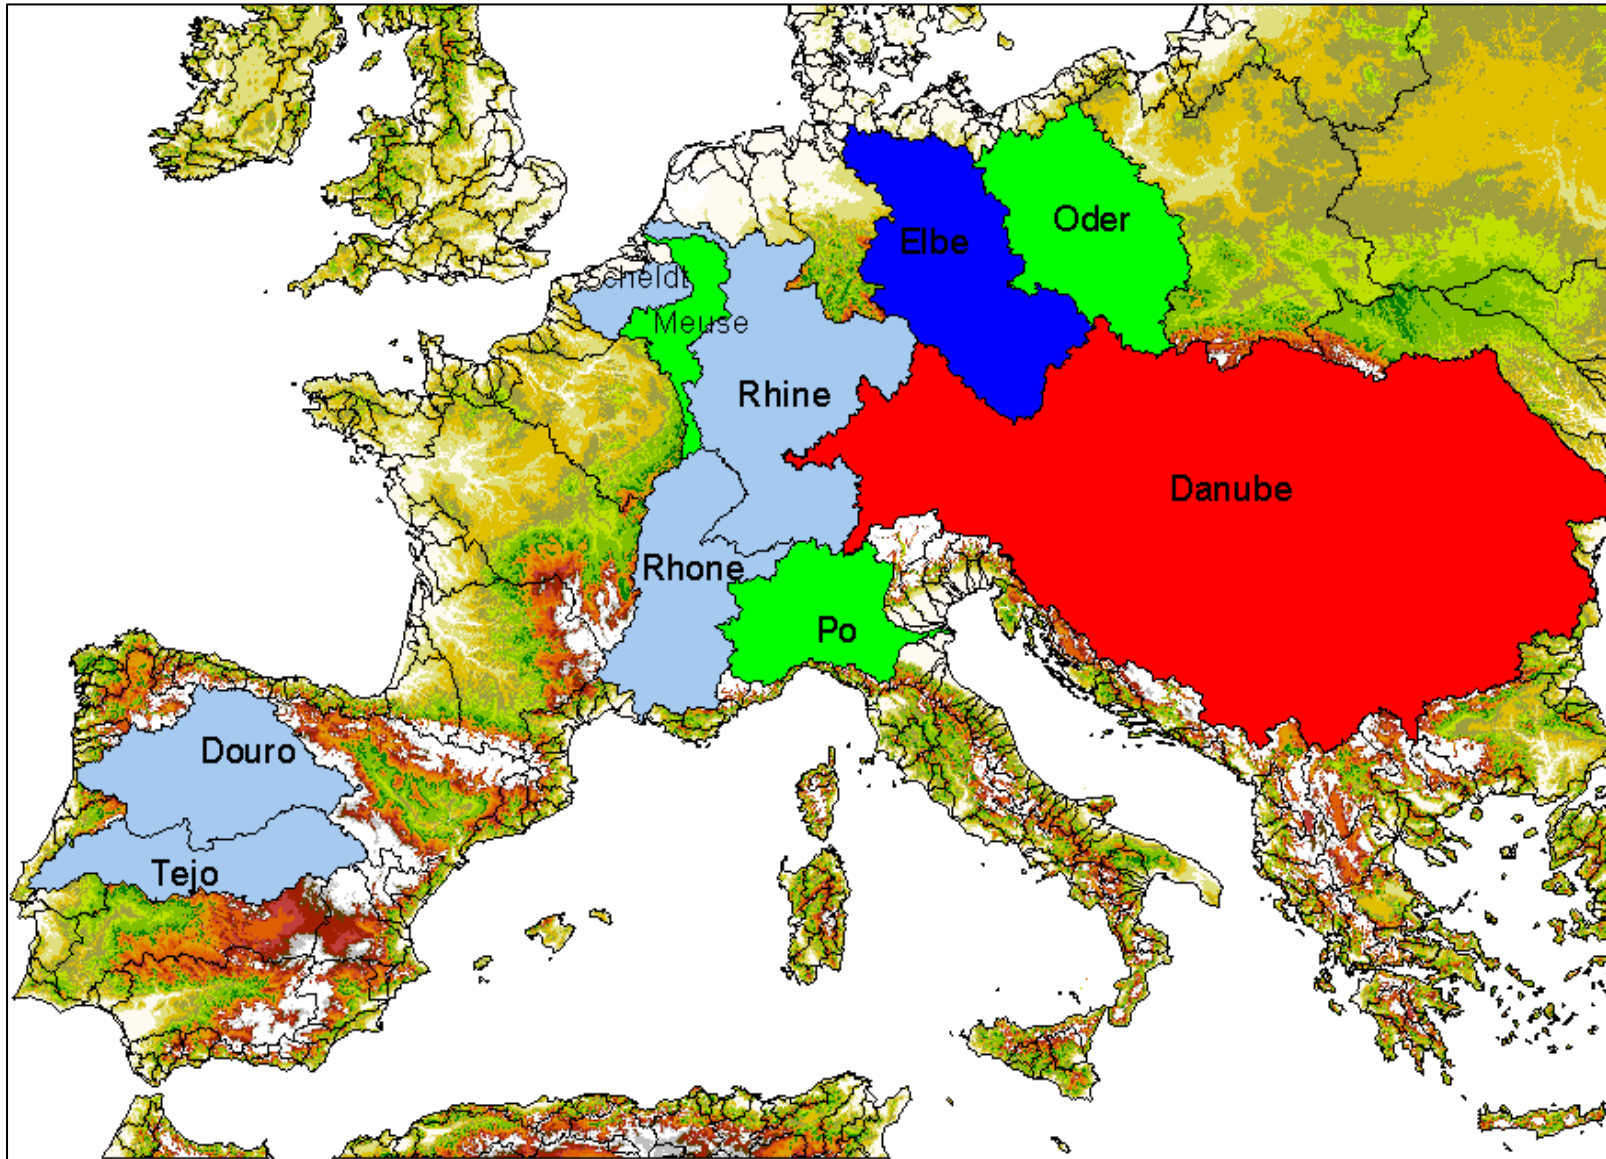 Oder
Elbe
Scheldt
Meuse
Rhine
Danube
Rhone
Po
Douro
Tejo